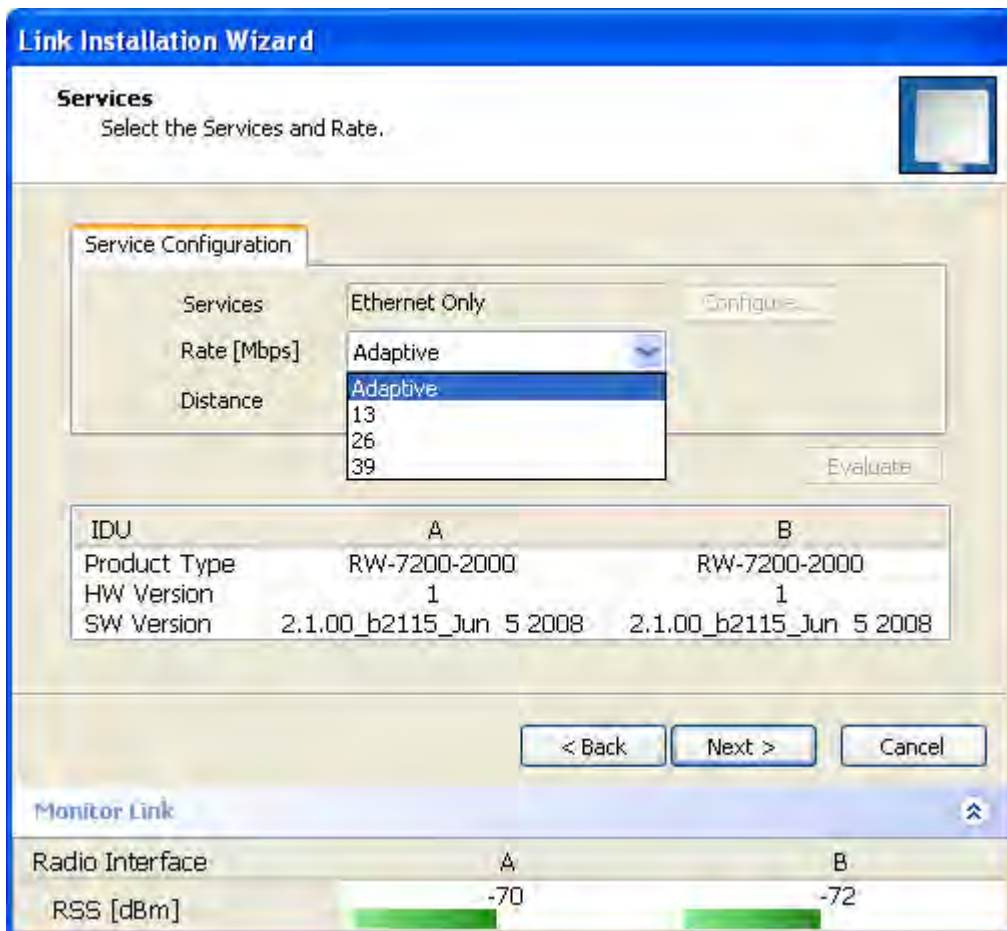 Link Installation Wizard
Services
Select the Services and Rate.
Service Configuration
Services Ethernet Only Configure...
Rate [Mbps] Adaptive
Adaptive
Distance
13
26
39
Evaluate
IDU A B
Product Type RW-7200-2000 RW-7200-2000
HW Version 1 1
SW Version 2.1.00_b2115_Jun 5 2008 2.1.00_b2115_Jun 5 2008
< Back Next > Cancel
Monitor Link
Radio Interface A B
RSS [dBm] -70 -72